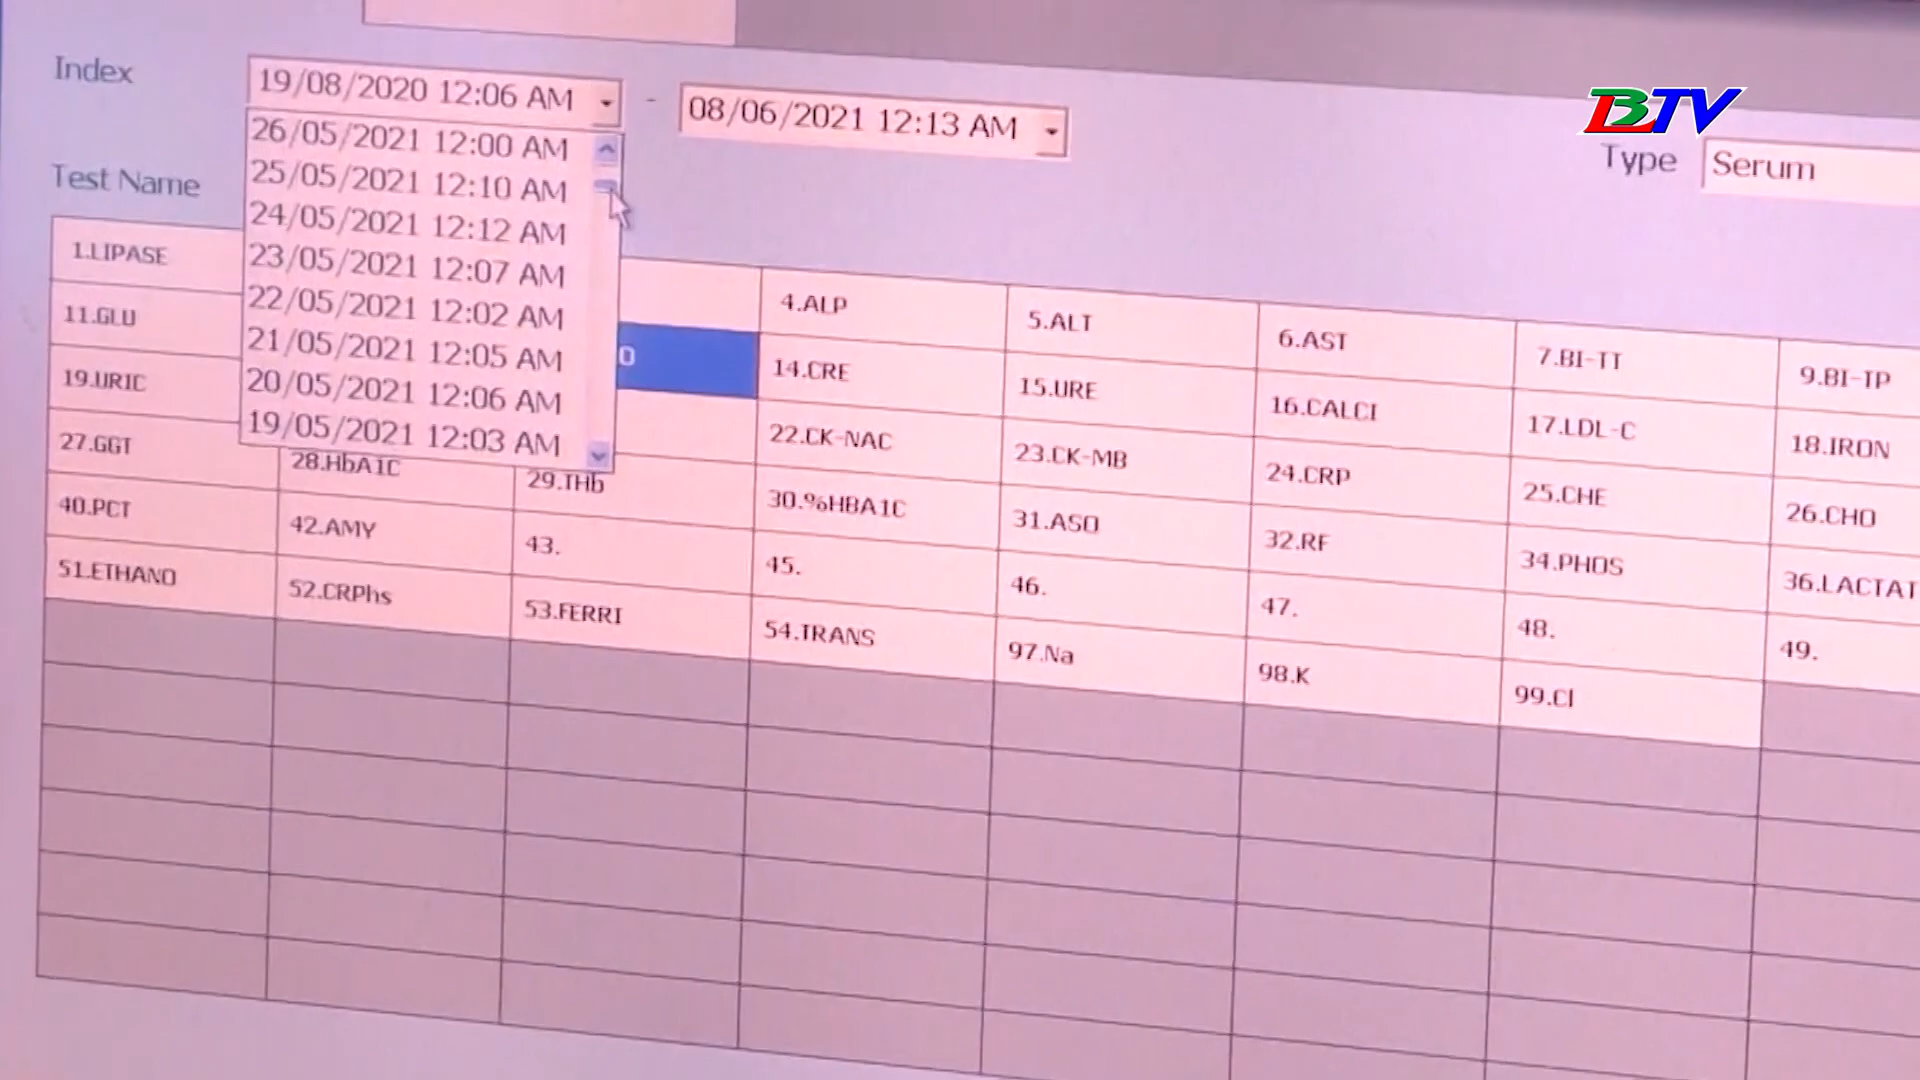 BTV
Index 19/08/2020 12:06 AM - 08/06/2021 12:13 AM
Type Serum
26/05/2021 12:00 AM
25/05/2021 12:10 AM
24/05/2021 12:12 AM
23/05/2021 12:07 AM
22/05/2021 12:02 AM
21/05/2021 12:05 AM
20/05/2021 12:06 AM
19/05/2021 12:03 AM
Test Name
1.LIPASE 4.ALP 5.ALT 6.AST 7.BI-TT 9.BI-TP
11.GLU O 14.CRE 15.URE 16.CALCI 17.LDL-C 18.IRON
19.URIC 22.CK-NAC 23.CK-MB 24.CRP 25.CHE 26.CHO
27.GGT 28.HbA1C 29.THb 30.%HBA1C 31.ASO 32.RF 34.PHOS 36.LACTAT
40.PCT 42.AMY 43. 45. 46. 47. 48. 49.
51.ETHANO 52.CRPhs 53.FERRI 54.TRANS 97.Na 98.K 99.Cl